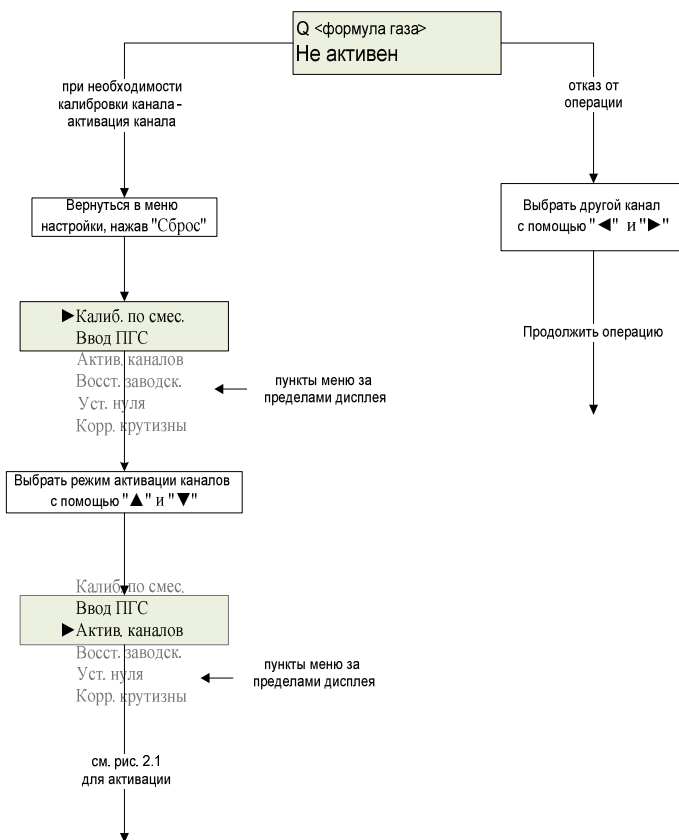 Q <формула газа>
Не активен
при необходимости
калибровки канала -
активация канала
отказ от
операции
Вернуться в меню
настройки, нажав "Сброс"
Выбрать другой канал
с помощью "◄" и "►"
►Калиб. по смес.
Ввод ПГС
Актив. каналов
Восст. заводск.
Уст. нуля
Корр. крутизны
пункты меню за
пределами дисплея
Продолжить операцию
Выбрать режим активации каналов
с помощью "▲" и "▼"
Калиб. по смес.
Ввод ПГС
►Актив. каналов
Восст. заводск.
Уст. нуля
Корр. крутизны
пункты меню за
пределами дисплея
см. рис. 2.1
для активации